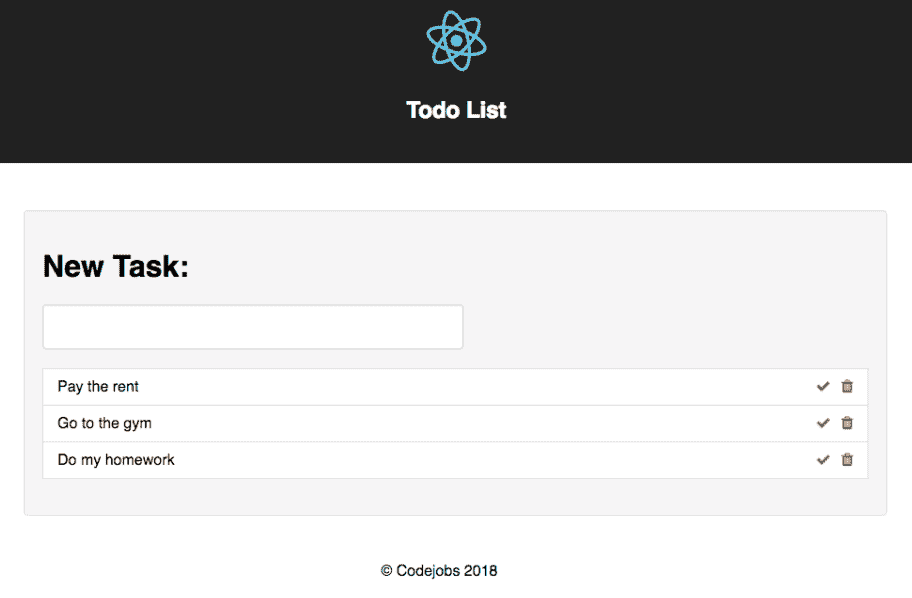 Todo List
New Task:
Pay the rent
Go to the gym
Do my homework
© Codejobs 2018